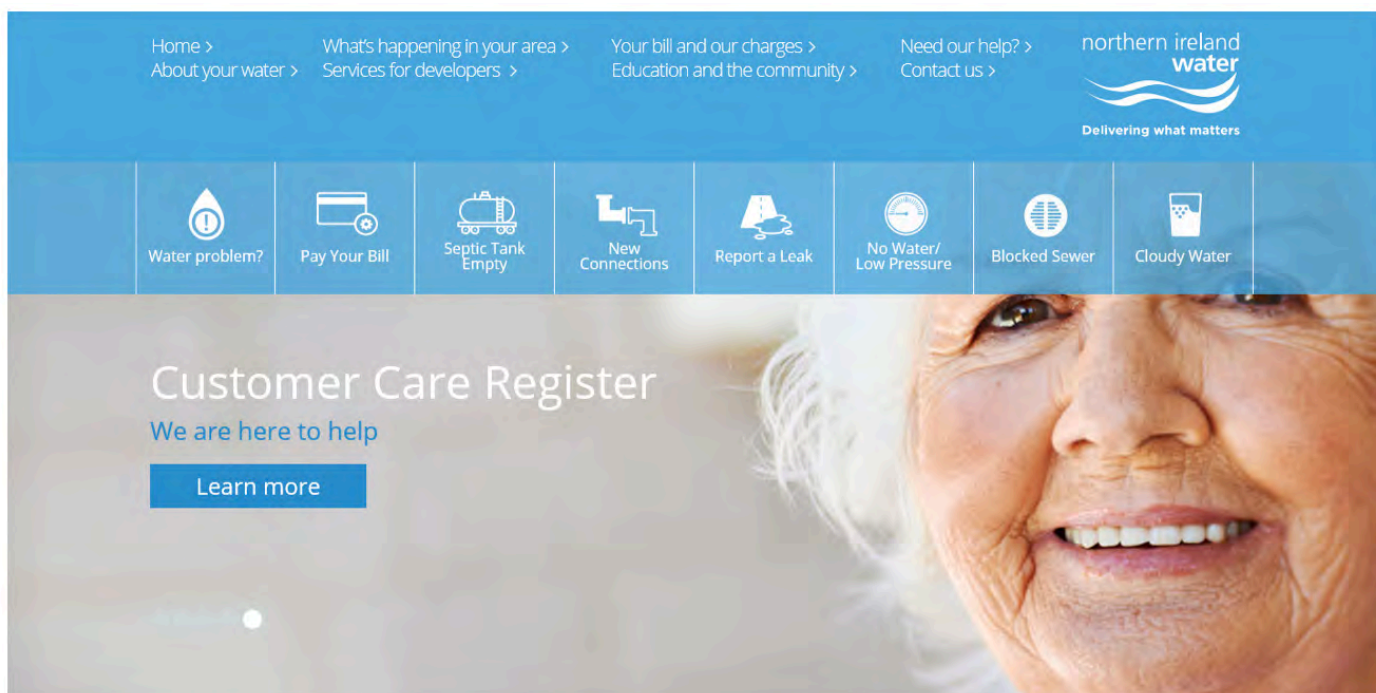 Home >
What's happening in your area >
Your bill and our charges >
Need our help? >
About your water >
Services for developers >
Education and the community >
Contact us >
northern ireland
water
Delivering what matters
Water problem?
Pay Your Bill
Septic Tank
Empty
New
Connections
Report a Leak
No Water/
Low Pressure
Blocked Sewer
Cloudy Water
Customer Care Register
We are here to help
Learn more